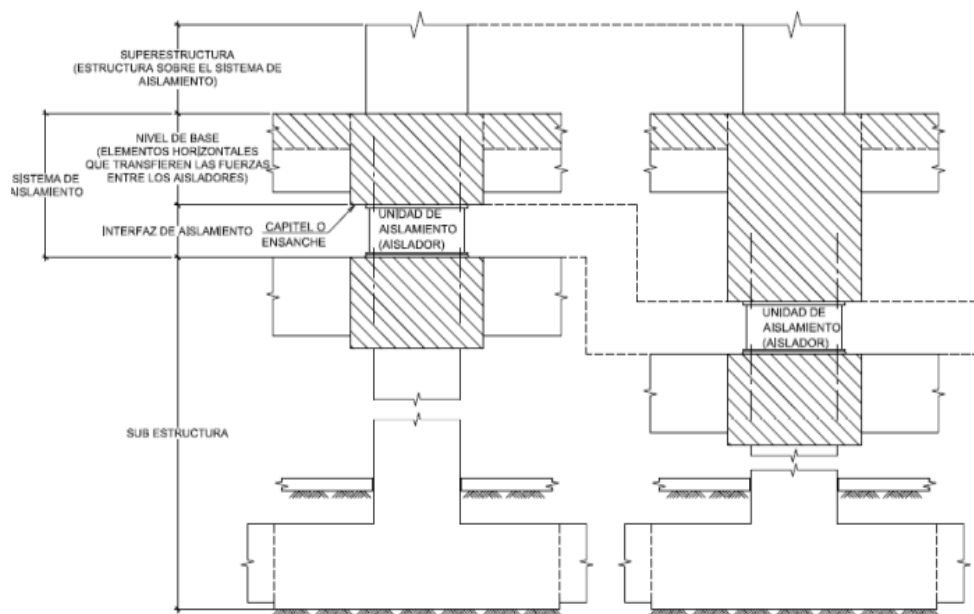 SUPERESTRUCTURA
(ESTRUCTURA SOBRE EL SISTEMA DE
AISLAMIENTO)
NIVEL DE BASE
(ELEMENTOS HORIZONTALES
QUE TRANSFIEREN LAS FUERZAS
ENTRE LOS AISLADORES)
SISTEMA DE
AISLAMIENTO
INTERFAZ DE AISLAMIENTO
CAPITEL O
ENSANCHE
UNIDAD DE
AISLAMIENTO
(AISLADOR)
UNIDAD DE
AISLAMIENTO
(AISLADOR)
SUB ESTRUCTURA